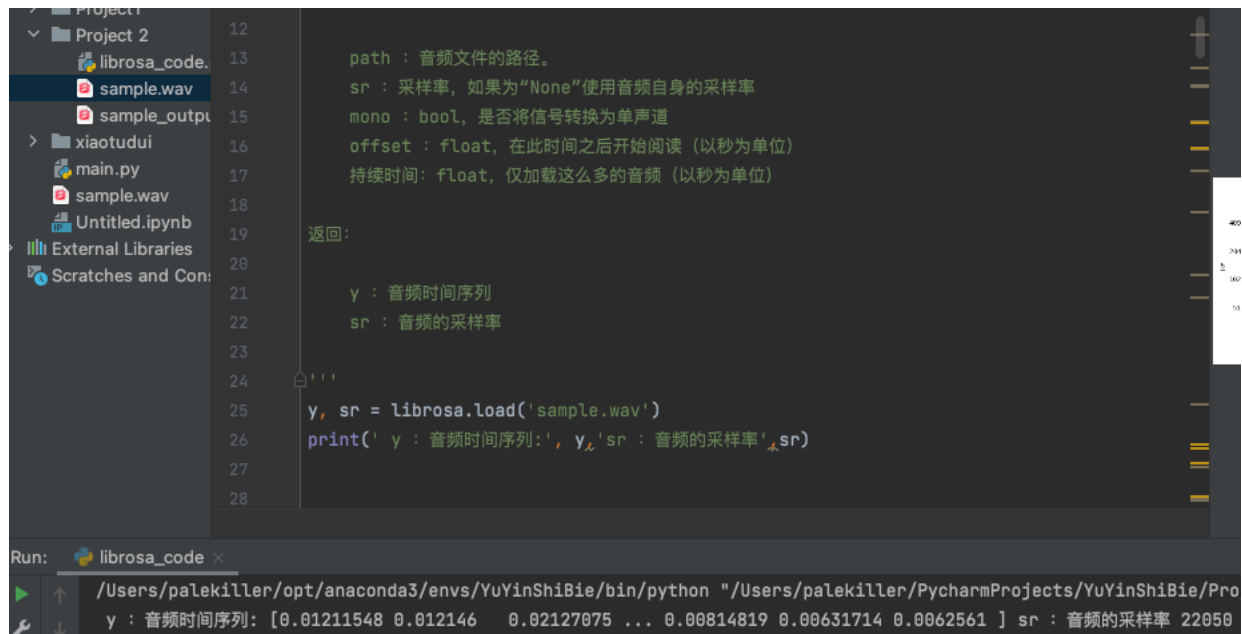 Project1
Project 2
librosa_code.
sample.wav
sample_outpu
xiaotudui
main.py
sample.wav
Untitled.ipynb
External Libraries
Scratches and Con
12
13 path : 音频文件的路径。
14 sr : 采样率，如果为“None”使用音频自身的采样率
15 mono : bool，是否将信号转换为单声道
16 offset : float，在此时间之后开始阅读（以秒为单位）
17 持续时间：float，仅加载这么多的音频（以秒为单位）
18
19 返回：
20
21 y : 音频时间序列
22 sr : 音频的采样率
23
24 '''
25 y, sr = librosa.load('sample.wav')
26 print(' y : 音频时间序列:', y,'sr : 音频的采样率',sr)
27
28
Run: librosa_code
/Users/palekiller/opt/anaconda3/envs/YuYinShiBie/bin/python "/Users/palekiller/PycharmProjects/YuYinShiBie/Pro
y : 音频时间序列: [0.01211548 0.012146 0.02127075 ... 0.00814819 0.00631714 0.0062561 ] sr : 音频的采样率 22050